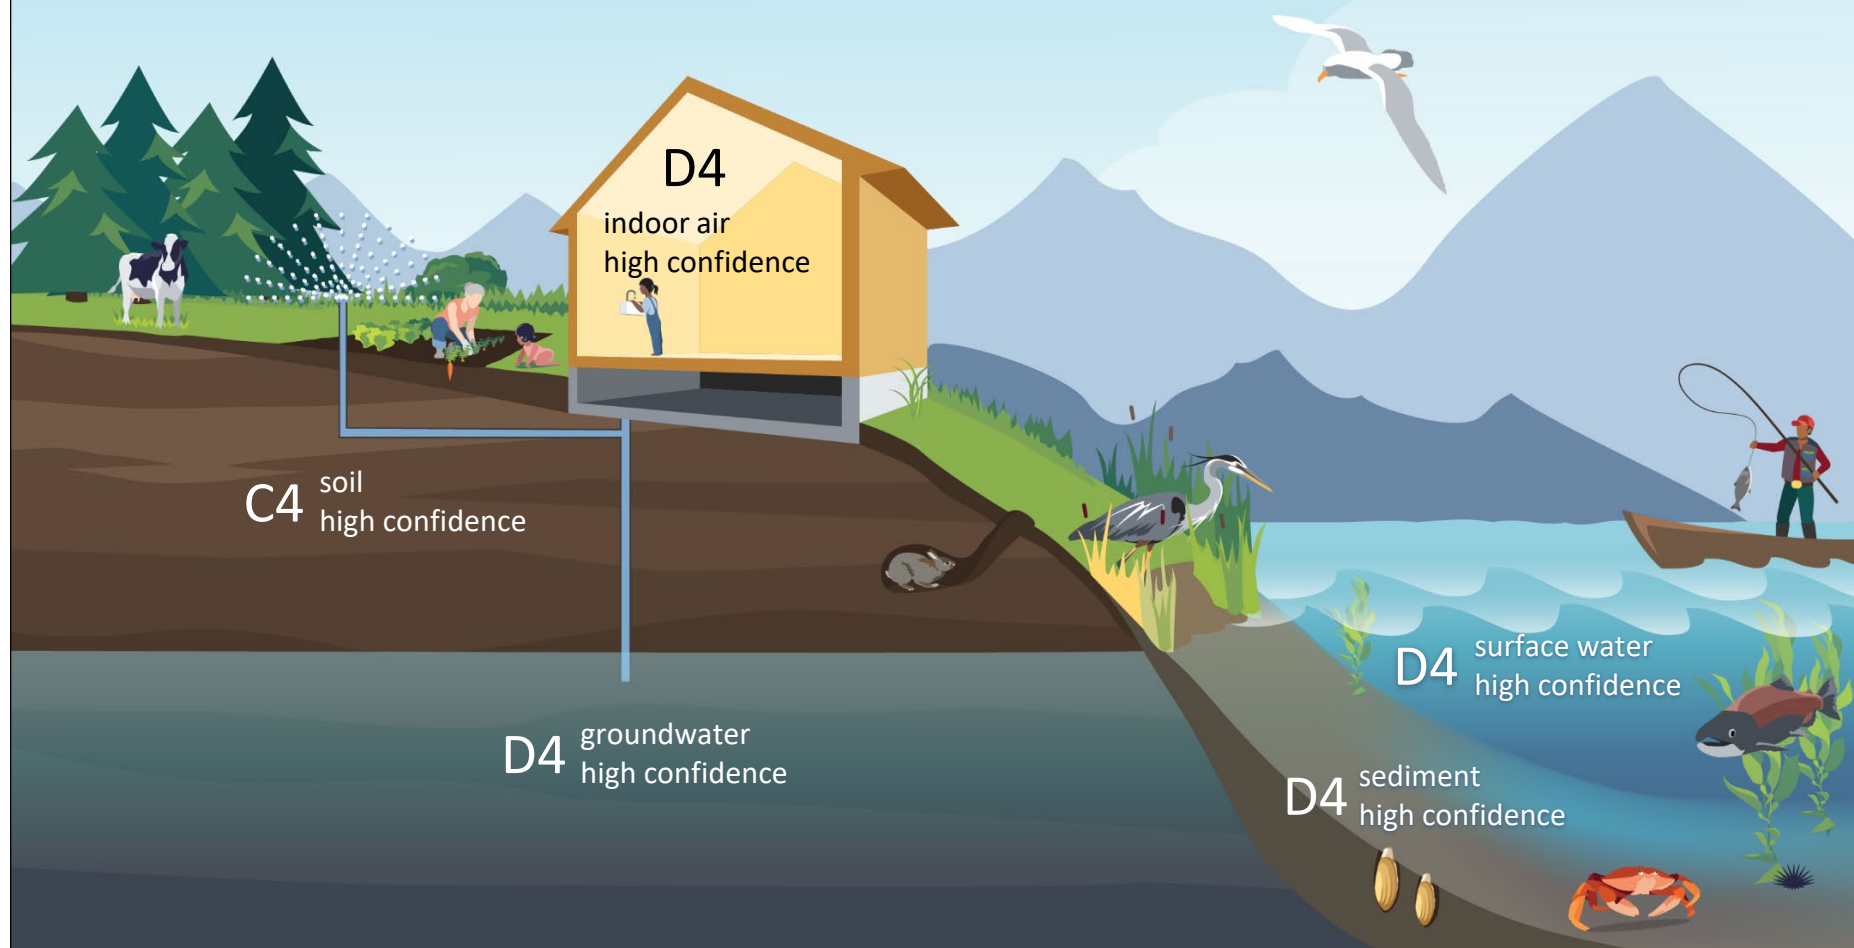 D4
indoor air
high confidence
C4
soil
high confidence
D4
surface water
high confidence
D4
groundwater
high confidence
D4
sediment
high confidence